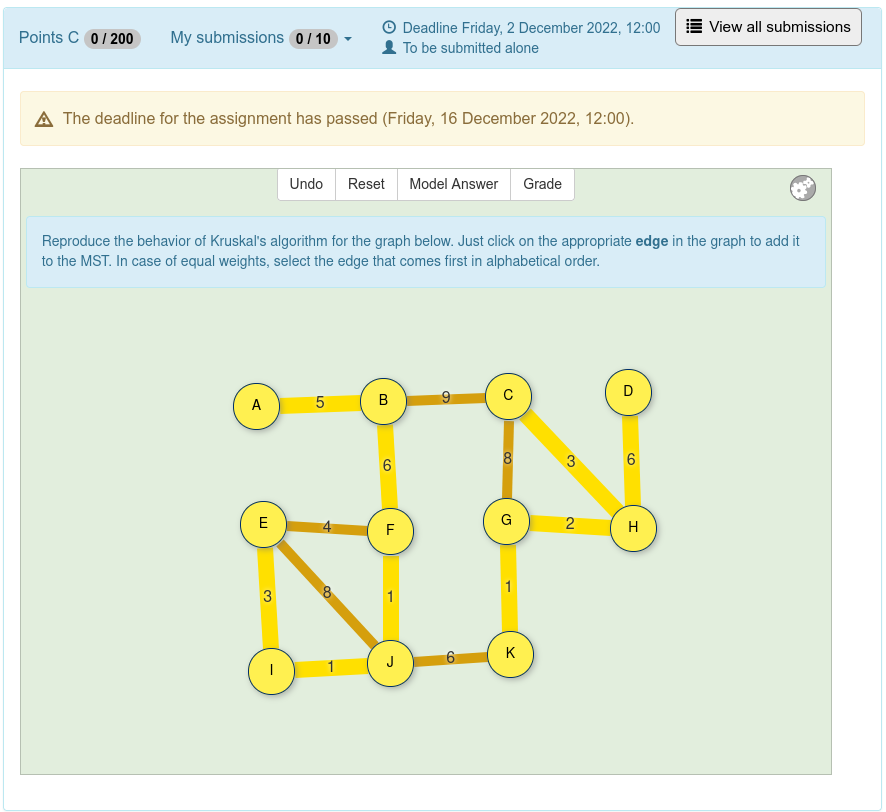 Points C 0 / 200 My submissions 0 / 10
Deadline Friday, 2 December 2022, 12:00
To be submitted alone
View all submissions
The deadline for the assignment has passed (Friday, 16 December 2022, 12:00).
Undo Reset Model Answer Grade
Reproduce the behavior of Kruskal's algorithm for the graph below. Just click on the appropriate edge in the graph to add it
to the MST. In case of equal weights, select the edge that comes first in alphabetical order.
A 5 B 9 C D
6 8 3 6
E 4 F G 2 H
3 8 1 1
I 1 J 6 K